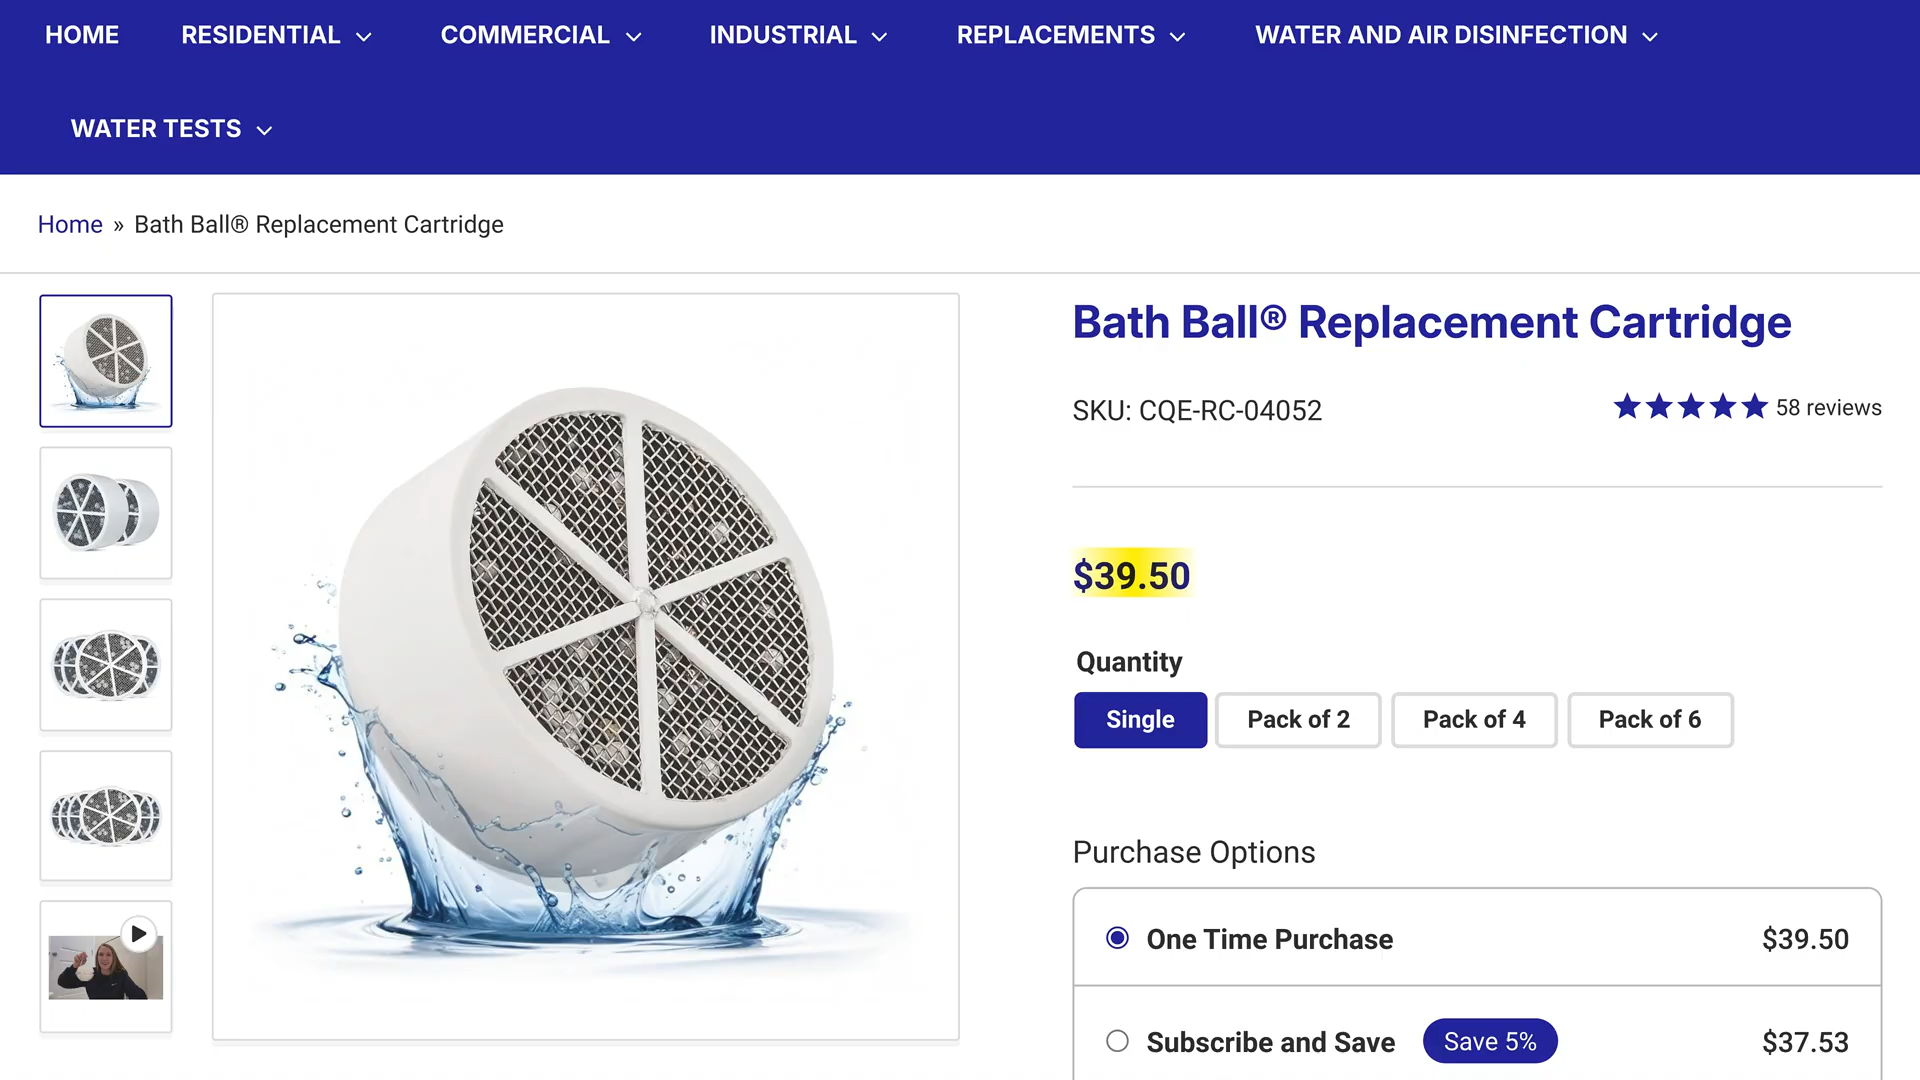 HOME RESIDENTIAL COMMERCIAL INDUSTRIAL REPLACEMENTS WATER AND AIR DISINFECTION
WATER TESTS
Home » Bath Ball® Replacement Cartridge
Bath Ball® Replacement Cartridge
SKU: CQE-RC-04052
58 reviews
$39.50
Quantity
Single Pack of 2 Pack of 4 Pack of 6
Purchase Options
One Time Purchase $39.50
Subscribe and Save Save 5% $37.53